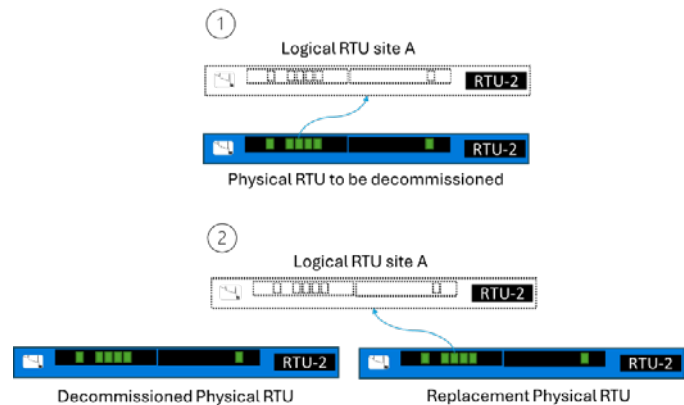 1
Logical RTU site A
RTU-2
RTU-2
Physical RTU to be decommissioned
2
Logical RTU site A
RTU-2
RTU-2
RTU-2
Decommissioned Physical RTU
Replacement Physical RTU